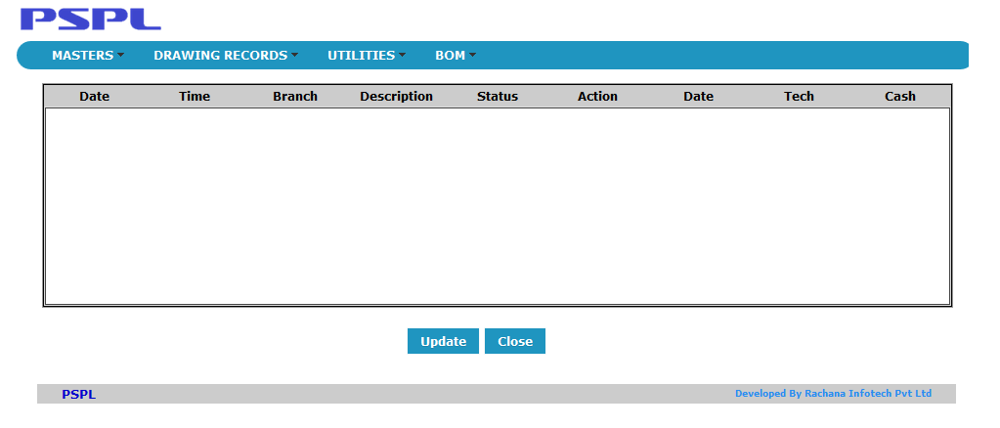 PSPL
MASTERS DRAWING RECORDS UTILITIES BOM
Date Time Branch Description Status Action Date Tech Cash
Update Close
PSPL Developed By Rachana Infotech Pvt Ltd